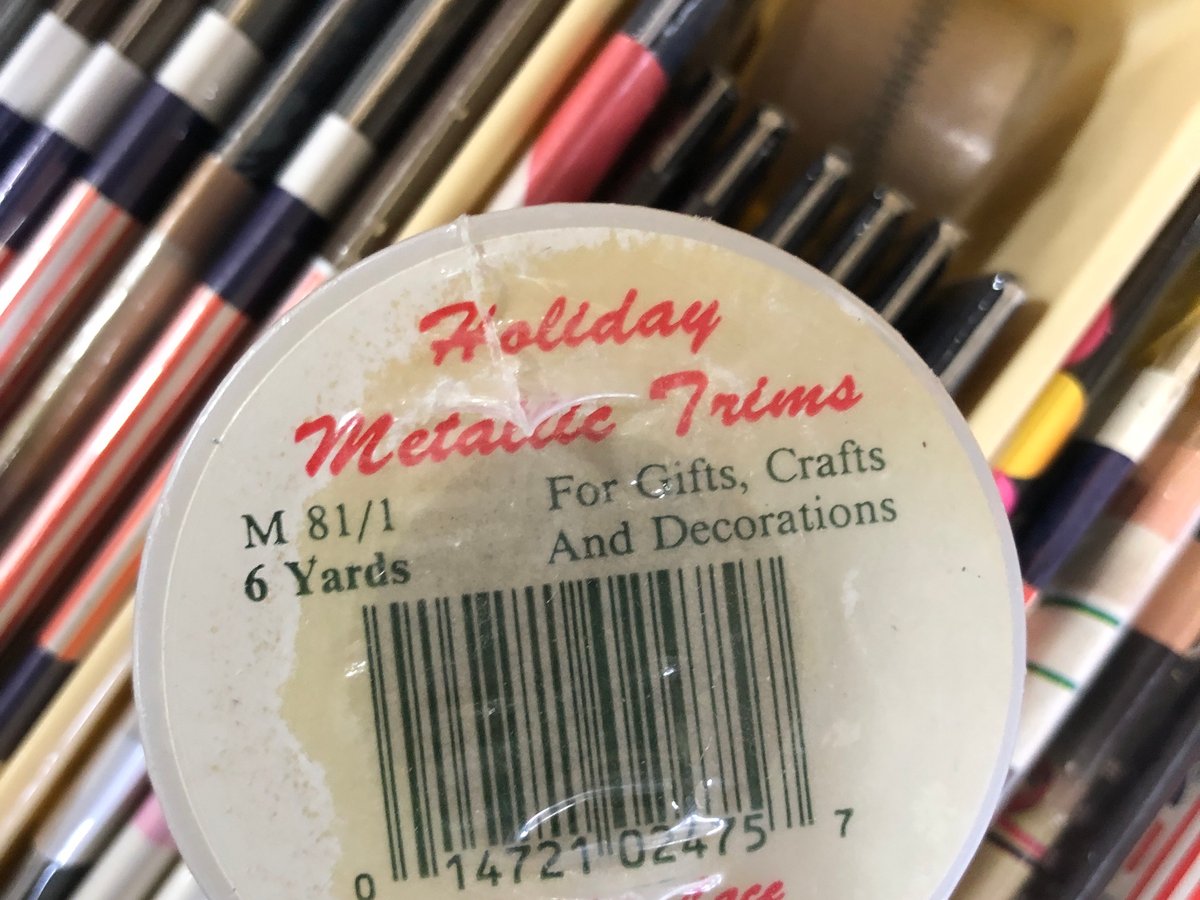 Holiday
Metallic Trims
For Gifts, Crafts
M 81/1
And Decorations
6 Yards
0 14721 02475 7